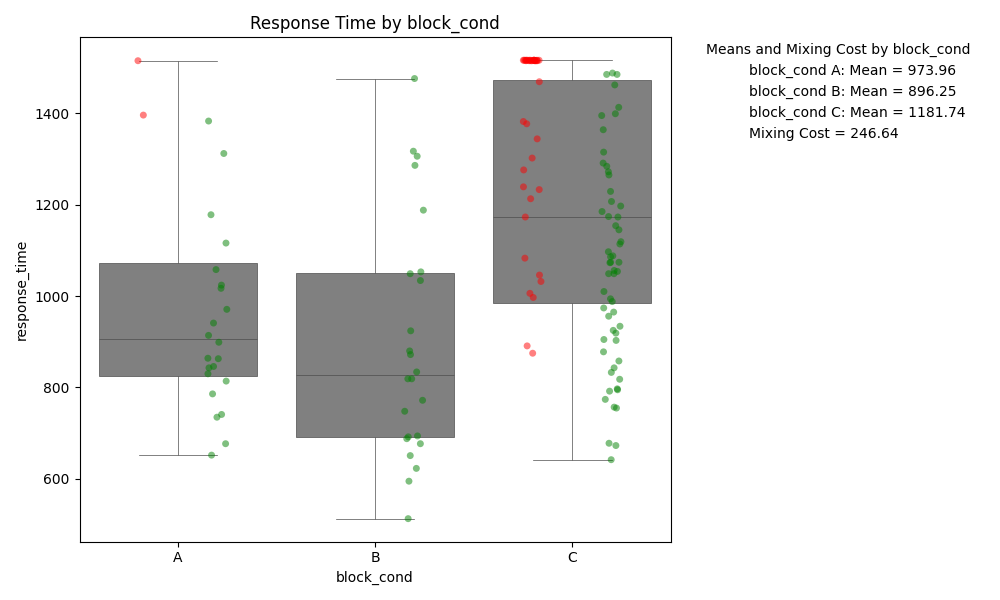 Response Time by block_cond
Means and Mixing Cost by block_cond
block_cond A: Mean = 973.96
block_cond B: Mean = 896.25
block_cond C: Mean = 1181.74
Mixing Cost = 246.64
response_time
1400
1200
1000
800
600
A
B
C
block_cond